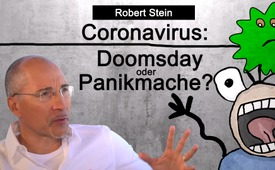 Robert Stein
Coronavirus:
Doomsday
oder
Panikmache?